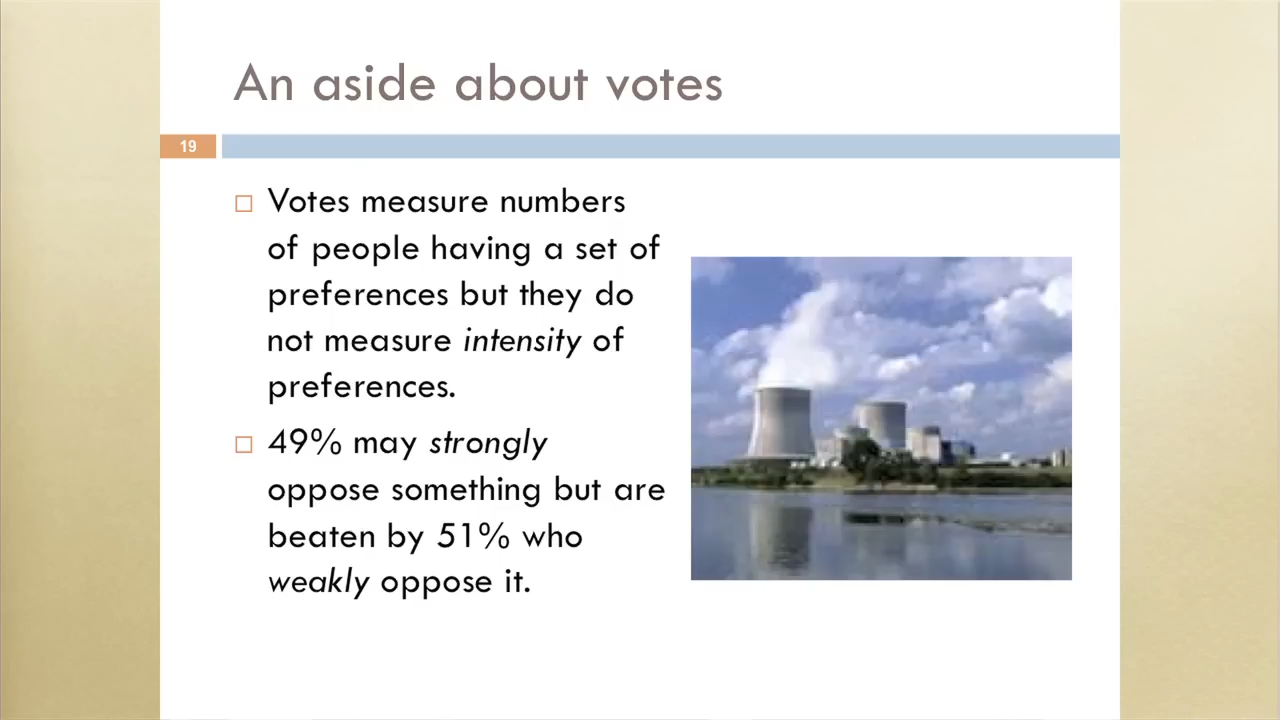 An aside about votes
19
Votes measure numbers
of people having a set of
preferences but they do
not measure intensity of
preferences.
49% may strongly
oppose something but are
beaten by 51% who
weakly oppose it.